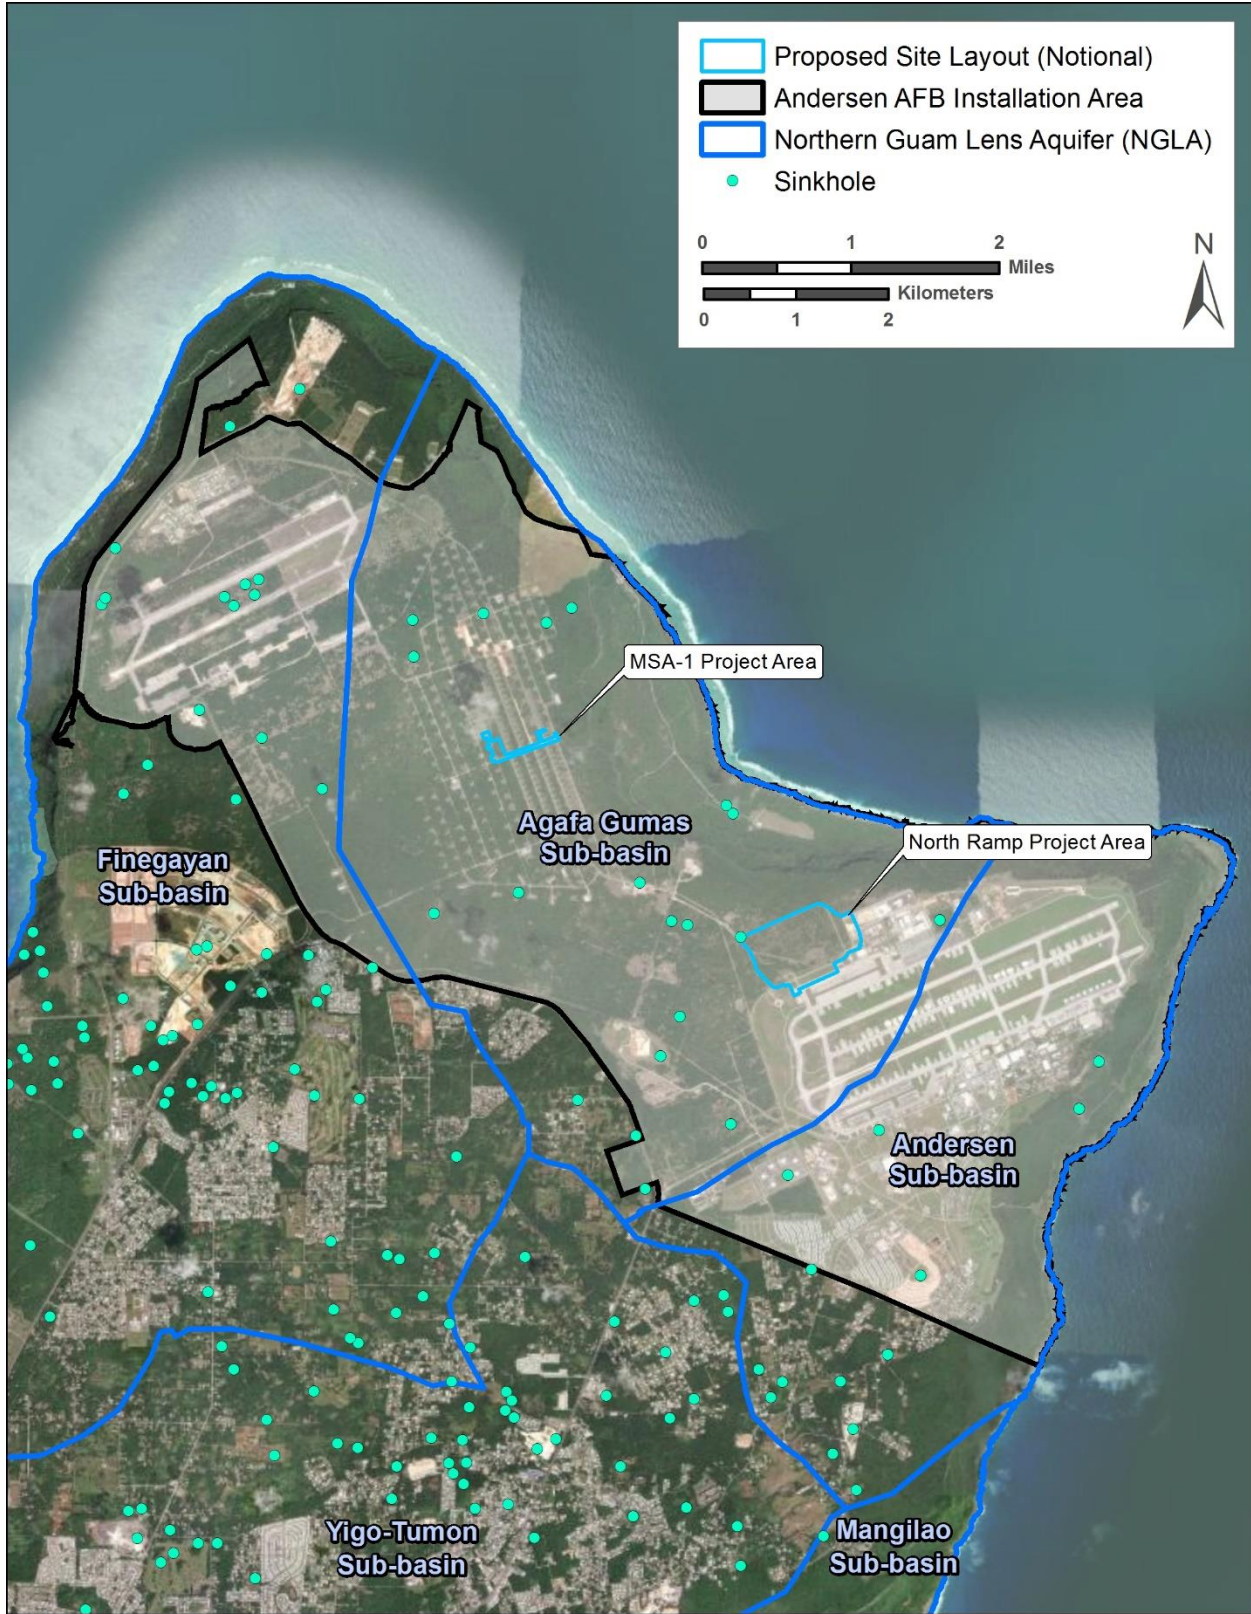 Proposed Site Layout (Notional)
Andersen AFB Installation Area
Northern Guam Lens Aquifer (NGLA)
Sinkhole
0 1 2
Miles
Kilometers
0 1 2
N
MSA-1 Project Area
Agafa Gumas
Sub-basin
North Ramp Project Area
Finegayan
Sub-basin
Andersen
Sub-basin
Yigo-Tumon
Sub-basin
Mangilao
Sub-basin